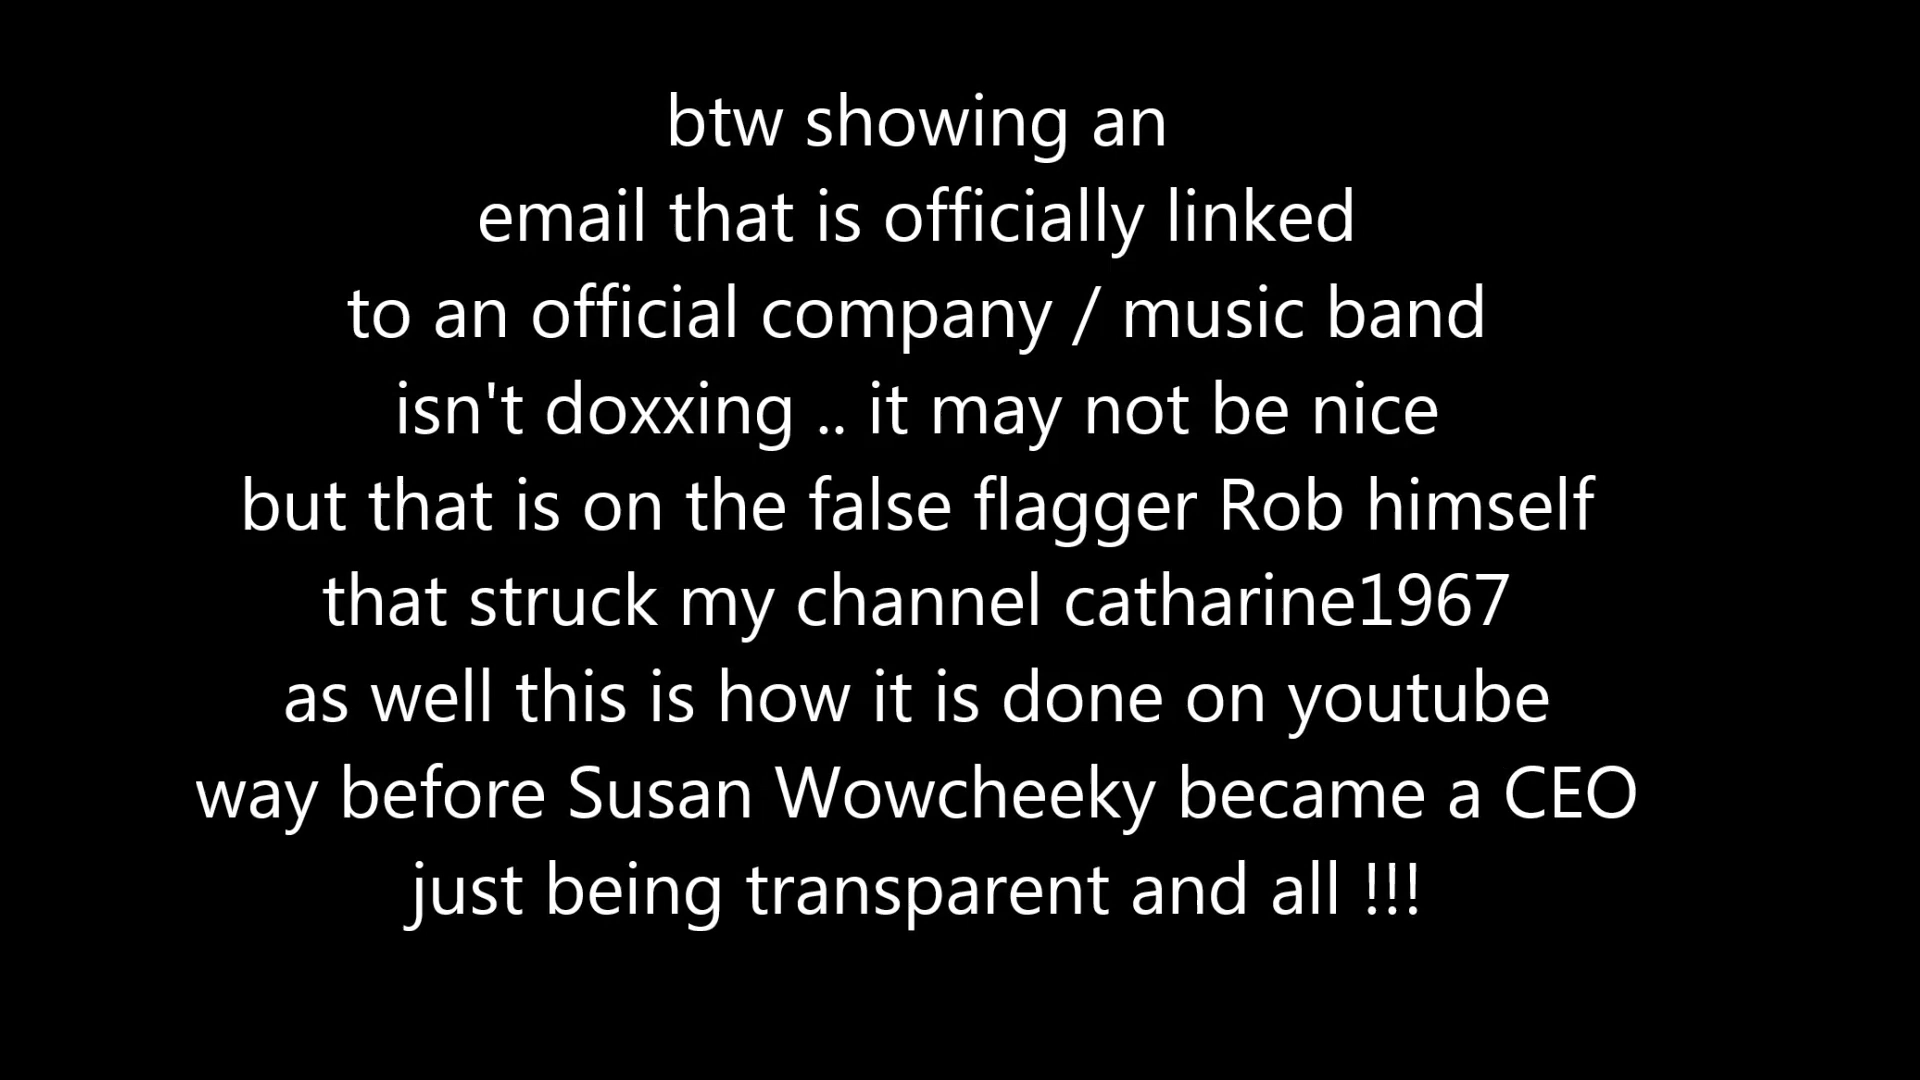 btw showing an
email that is officially linked
to an official company / music band
isn't doxxing .. it may not be nice
but that is on the false flagger Rob himself
that struck my channel catharine1967
as well this is how it is done on youtube
way before Susan Wowcheeky became a CEO
just being transparent and all !!!